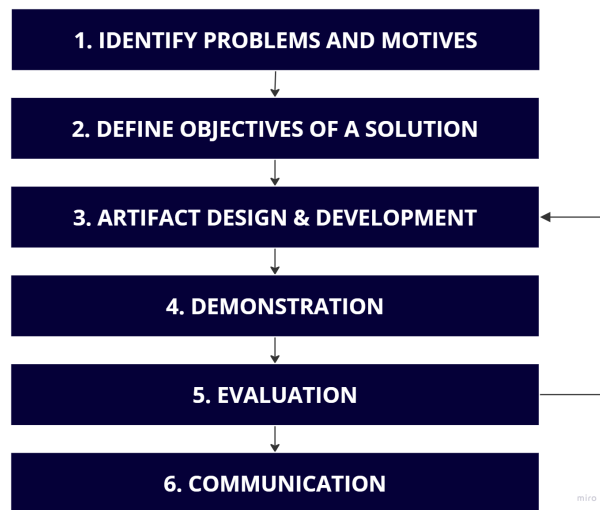 1. IDENTIFY PROBLEMS AND MOTIVES
2. DEFINE OBJECTIVES OF A SOLUTION
3. ARTIFACT DESIGN & DEVELOPMENT
4. DEMONSTRATION
5. EVALUATION
6. COMMUNICATION
miro